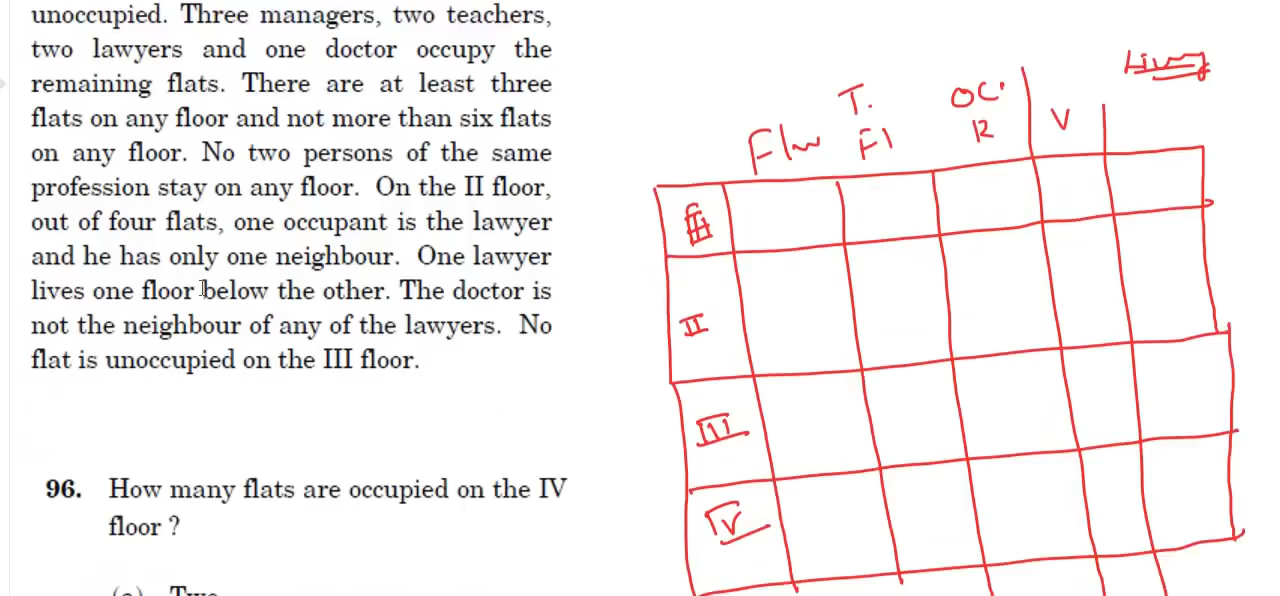 unoccupied. Three managers, two teachers,
two lawyers and one doctor occupy the
remaining flats. There are at least three
flats on any floor and not more than six flats
on any floor. No two persons of the same
profession stay on any floor. On the II floor,
out of four flats, one occupant is the lawyer
and he has only one neighbour. One lawyer
lives one floor below the other. The doctor is
not the neighbour of any of the lawyers. No
flat is unoccupied on the III floor.
96. How many flats are occupied on the IV
floor ?
Two
Living
T. OC.
Fl R V
II
III
IV